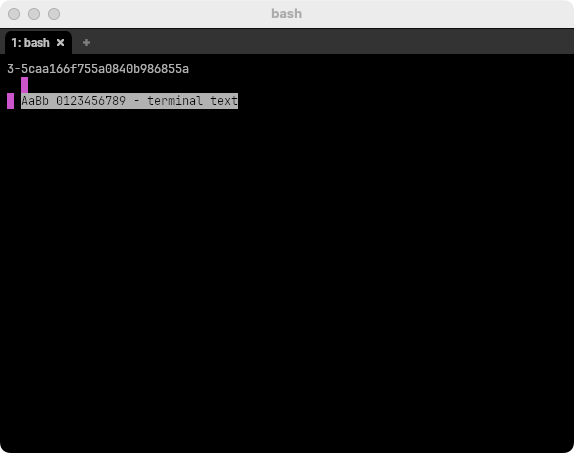 bash
1: bash × +
3-5caa166f755a0840b986855a
AaBb 0123456789 - terminal text